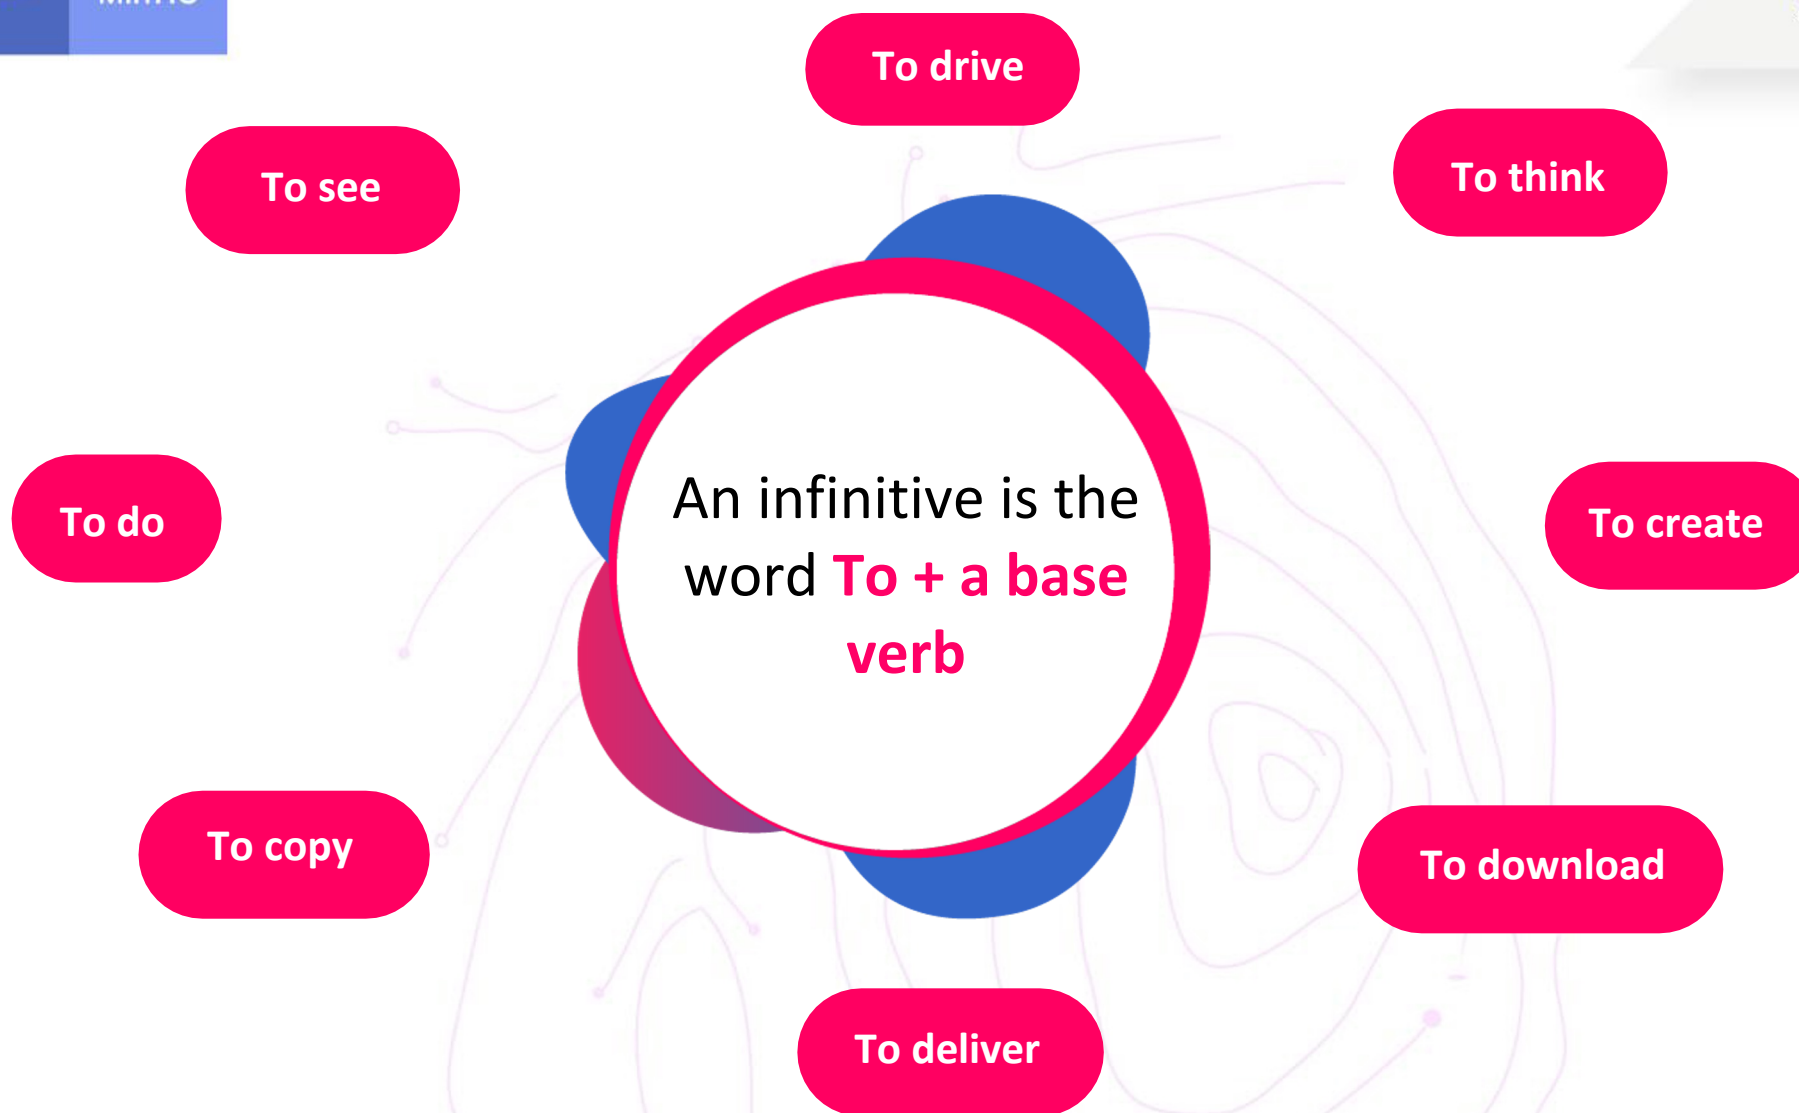 To drive
To see
To think
An infinitive is the
word To + a base
verb
To do
To create
To copy
To download
To deliver